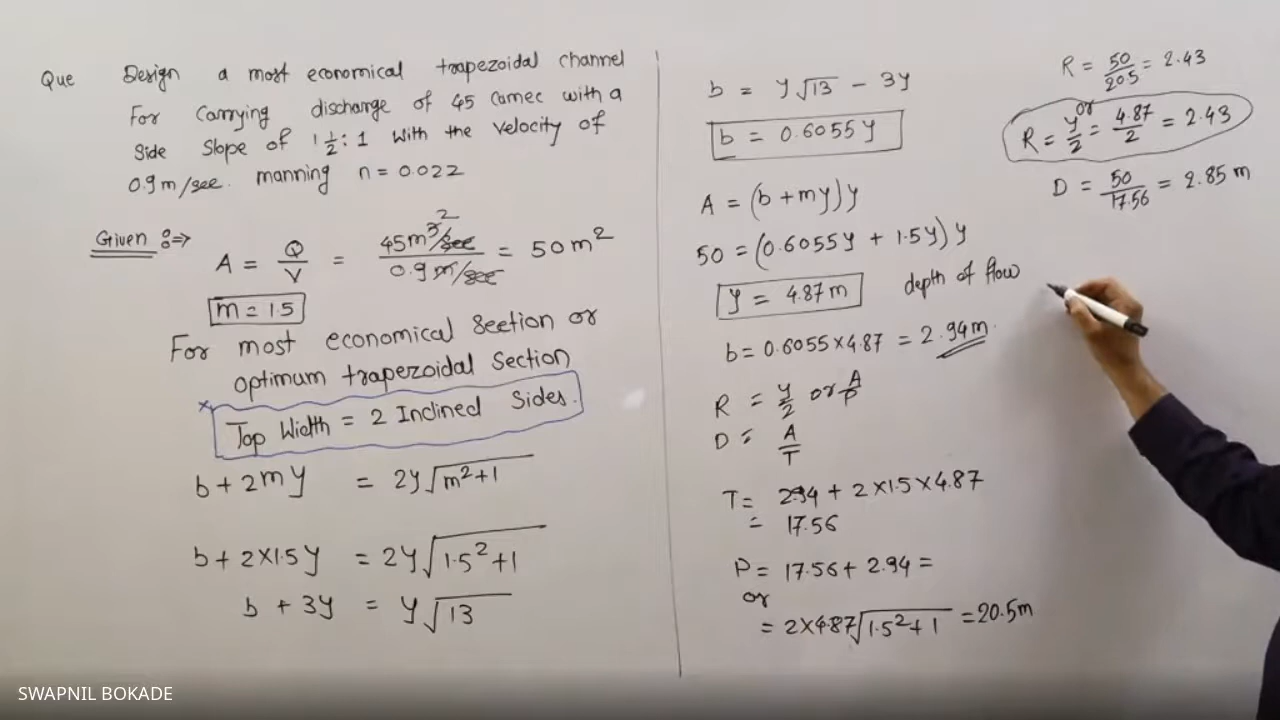 Que Design a most economical trapezoidal channel
For Carrying discharge of 45 Cumec with a
Side Slope of 1 1/2 : 1 with the velocity of
0.9 m/sec. manning n = 0.022
Given :⇒
A = Q/V = 45m³/sec / 0.9 m/sec = 50m²
m = 1.5
For most economical Section or
optimum trapezoidal Section
Top Width = 2 Inclined Sides.
b + 2my = 2y√(m²+1)
b + 2×1.5y = 2y√(1.5²+1)
b + 3y = y√13
b = y√13 − 3y
b = 0.6055y
A = (b + my)y
50 = (0.6055y + 1.5y)y
y = 4.87m depth of flow
b = 0.6055×4.87 = 2.94m.
R = y/2 or A/P
D = A/T
T = 2.94 + 2×1.5×4.87
= 17.56
P = 17.56 + 2.94 =
or
= 2×4.87√(1.5²+1) = 20.5m
R = 50/20.5 = 2.43
or
R = y/2 = 4.87/2 = 2.43
D = 50/17.56 = 2.85 m
SWAPNIL BOKADE